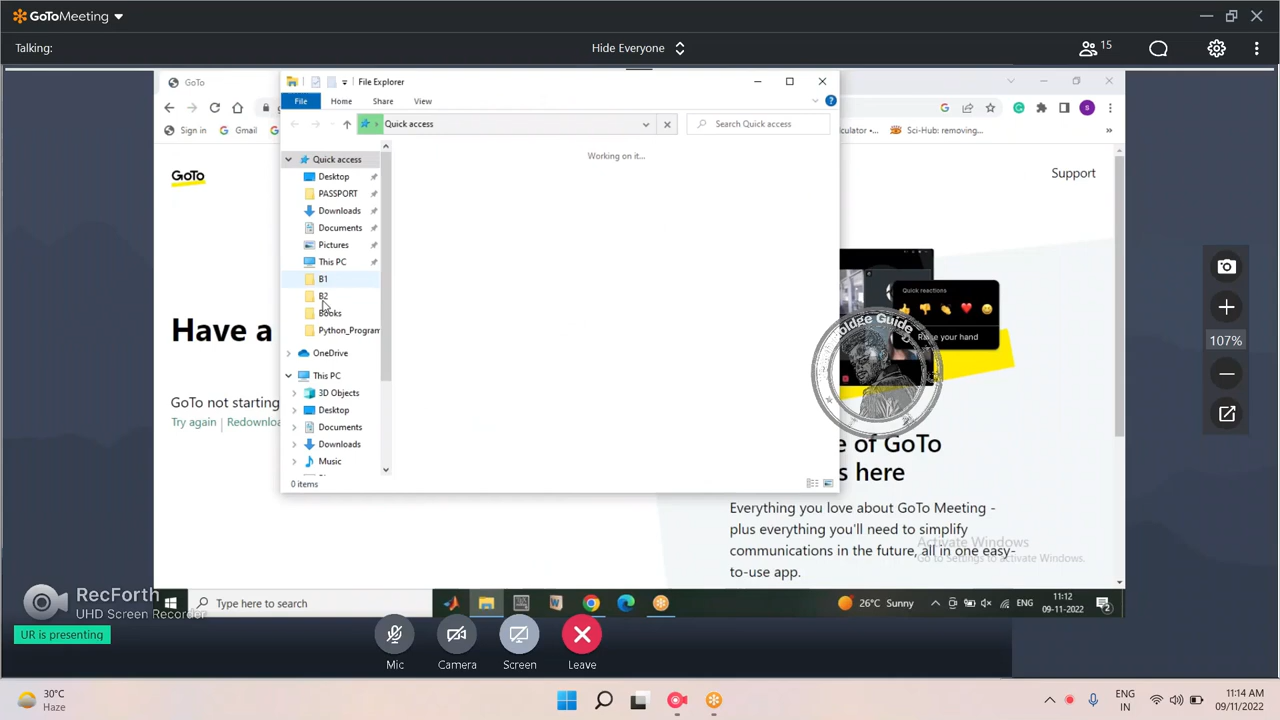 GoToMeeting
Talking:
Hide Everyone
15
GoTo
File Explorer
File Home Share View
Quick access
Search Quick access
Sign in Gmail
Sci-Hub: removing...
Working on it...
Quick access
Desktop
PASSPORT
Downloads
Documents
Pictures
This PC
B1
B2
Books
Python_Program
OneDrive
This PC
3D Objects
Desktop
Documents
Downloads
Music
0 items
GoTo
Support
Have a
GoTo not starting
Try again | Redownloa
Quick reactions
your hand
Guide
e of GoTo
s here
Everything you love about GoTo Meeting -
plus everything you'll need to simplify
communications in the future, all in one easy-
to-use app.
Activate Windows
Go to Settings to activate Windows.
107%
RecForth
UHD Screen Recorder
UR is presenting
Type here to search
26°C Sunny
ENG
11:12
09-11-2022
2
Mic
Camera
Screen
Leave
30°C
Haze
ENG
IN
11:14 AM
09/11/2022